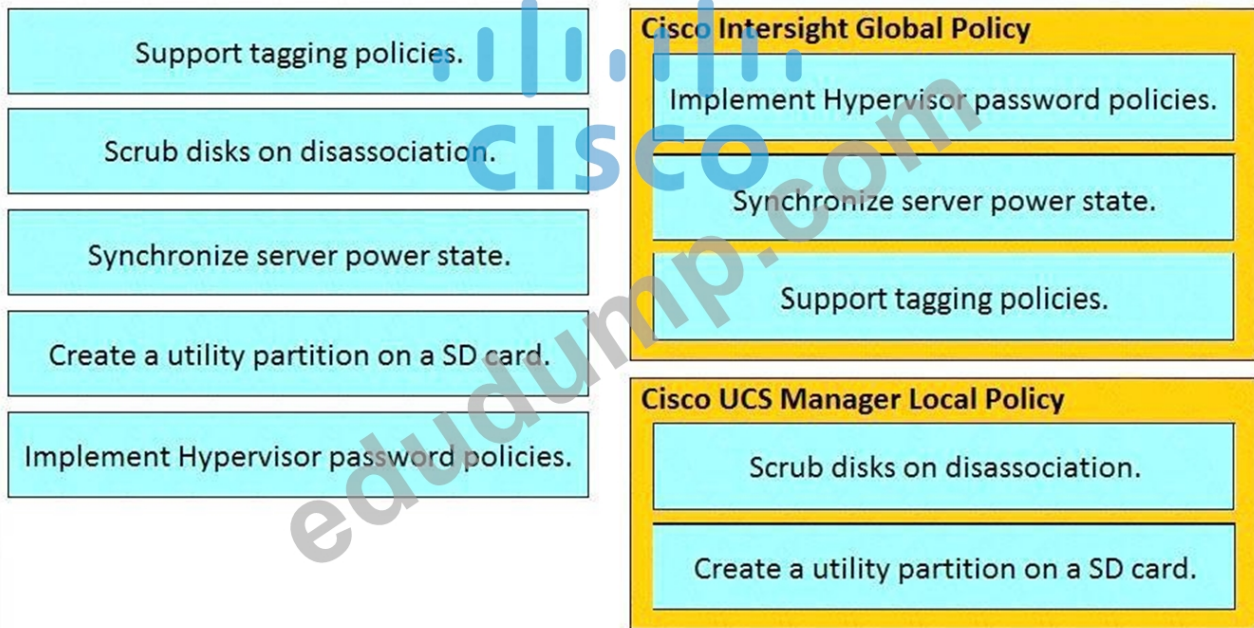 Support tagging policies.
Scrub disks on disassociation.
Synchronize server power state.
Create a utility partition on a SD card.
Implement Hypervisor password policies.
Cisco Intersight Global Policy
Implement Hypervisor password policies.
Synchronize server power state.
Support tagging policies.
Cisco UCS Manager Local Policy
Scrub disks on disassociation.
Create a utility partition on a SD card.
CISCO
edudump.com